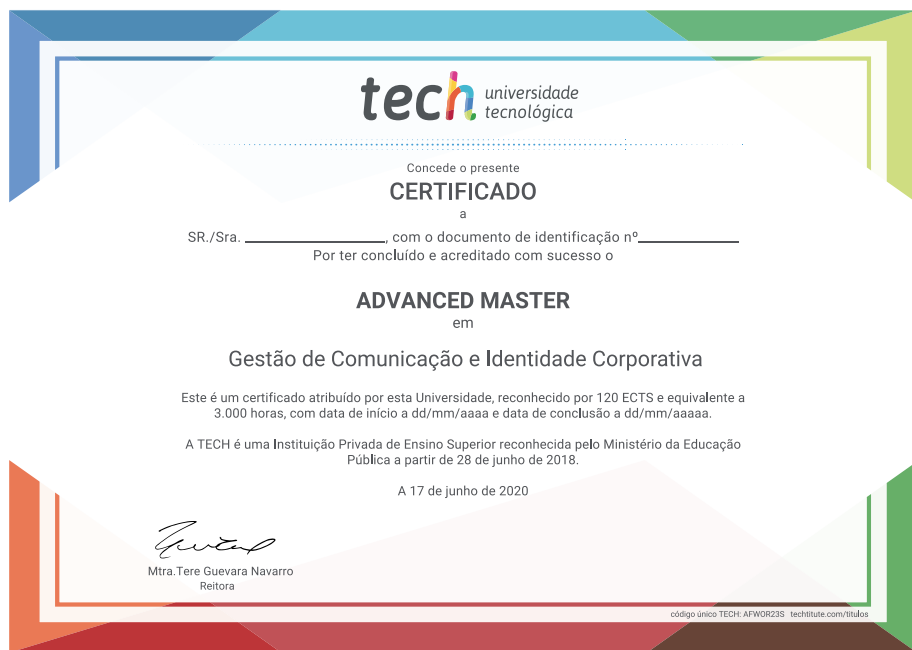 tech universidade
tecnológica
Concede o presente
CERTIFICADO
a
SR./Sra. ________________, com o documento de identificação nº____________
Por ter concluído e acreditado com sucesso o
ADVANCED MASTER
em
Gestão de Comunicação e Identidade Corporativa
Este é um certificado atribuído por esta Universidade, reconhecido por 120 ECTS e equivalente a
3.000 horas, com data de início a dd/mm/aaaa e data de conclusão a dd/mm/aaaaa.
A TECH é uma Instituição Privada de Ensino Superior reconhecida pelo Ministério da Educação
Pública a partir de 28 de junho de 2018.
A 17 de junho de 2020
Mtra.Tere Guevara Navarro
Reitora
código único TECH: AFWOR23S techtitute.com/titulos